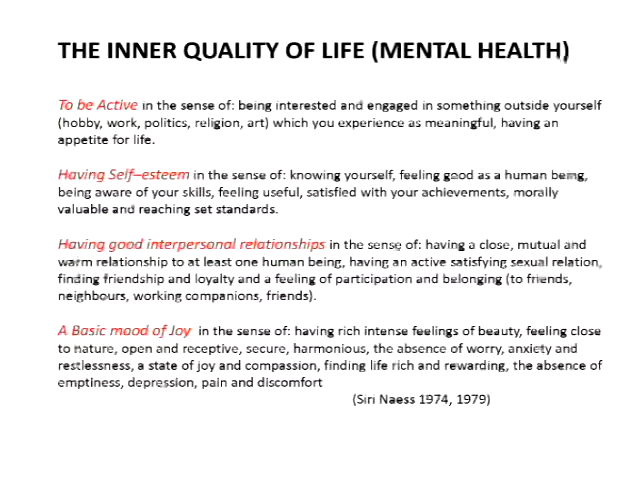 THE INNER QUALITY OF LIFE (MENTAL HEALTH)
To be Active in the sense of: being interested and engaged in something outside yourself
(hobby, work, politics, religion, art) which you experience as meaningful, having an
appetite for life.
Having Self–esteem in the sense of: knowing yourself, feeling good as a human being,
being aware of your skills, feeling useful, satisfied with your achievements, morally
valuable and reaching set standards.
Having good interpersonal relationships in the sense of: having a close, mutual and
warm relationship to at least one human being, having an active satisfying sexual relation,
finding friendship and loyalty and a feeling of participation and belonging (to friends,
neighbours, working companions, friends).
A Basic mood of Joy in the sense of: having rich intense feelings of beauty, feeling close
to nature, open and receptive, secure, harmonious, the absence of worry, anxiety and
restlessness, a state of joy and compassion, finding life rich and rewarding, the absence of
emptiness, depression, pain and discomfort
(Siri Naess 1974, 1979)